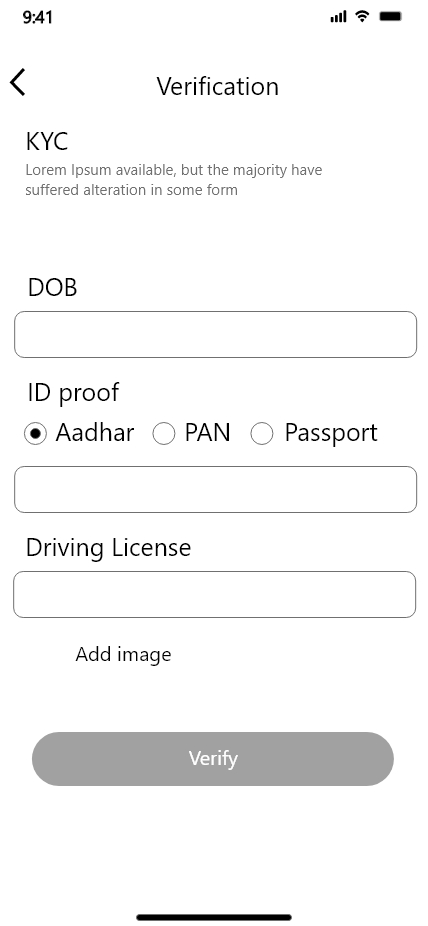 9:41
Verification
KYC
Lorem Ipsum available, but the majority have
suffered alteration in some form
DOB
ID proof
Aadhar PAN Passport
Driving License
Add image
Verify